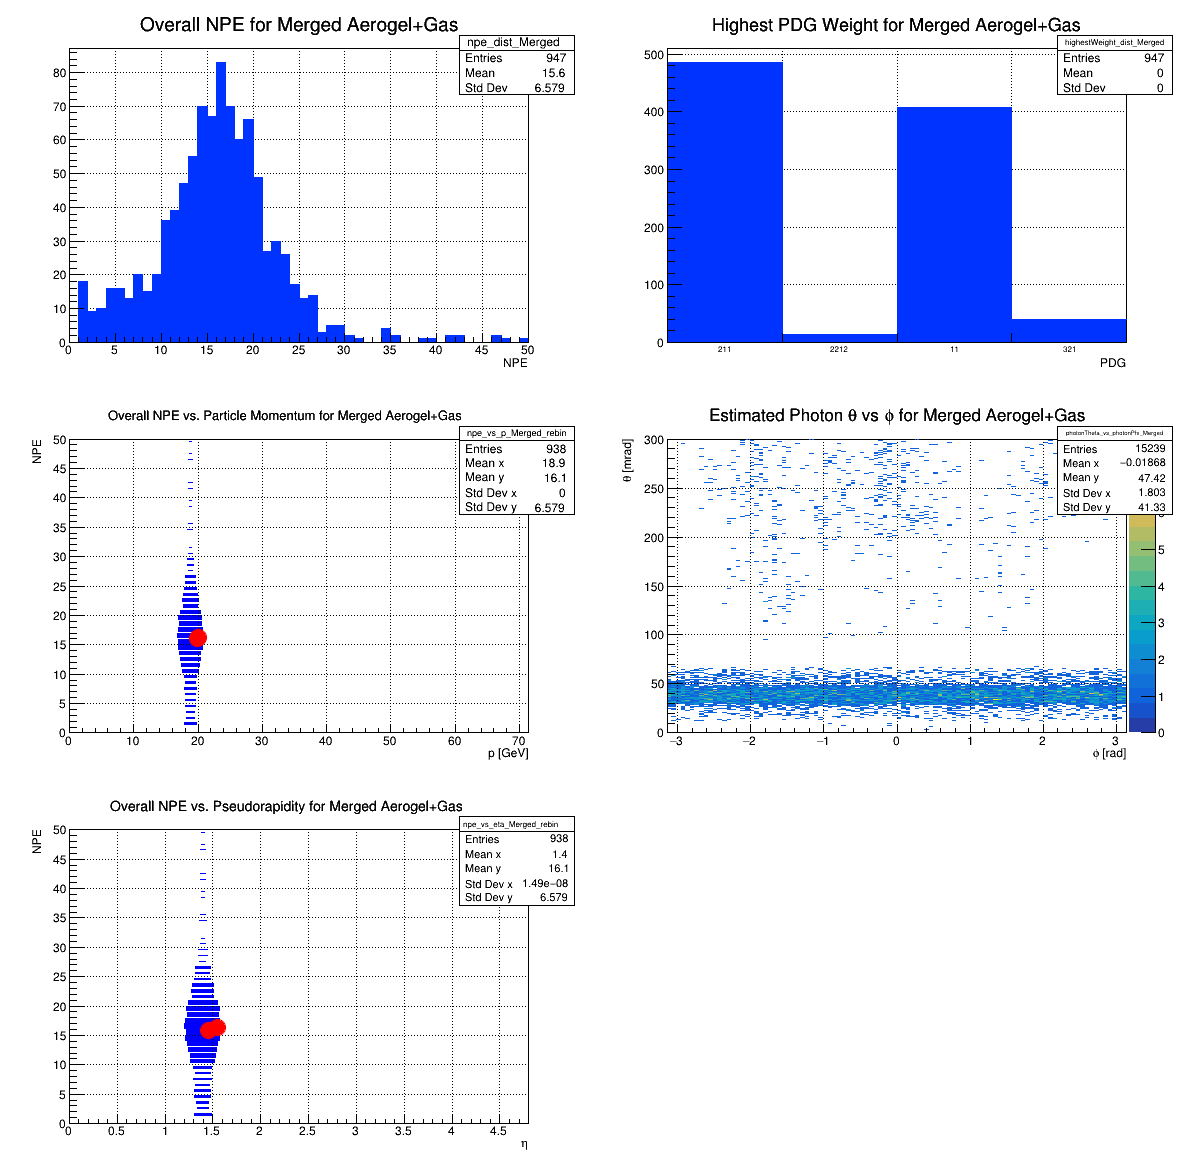 Overall NPE for Merged Aerogel+Gas
npe_dist_Merged
Entries 947
Mean 15.6
Std Dev 6.579
80
70
60
50
40
30
20
10
0
0 5 10 15 20 25 30 35 40 45 50
NPE
Highest PDG Weight for Merged Aerogel+Gas
highestWeight_dist_Merged
Entries 947
Mean 0
Std Dev 0
500
400
300
200
100
0
211 2212 11 321
PDG
Overall NPE vs. Particle Momentum for Merged Aerogel+Gas
npe_vs_p_Merged_rebin
Entries 938
Mean x 18.9
Mean y 16.1
Std Dev x 0
Std Dev y 6.579
NPE
50
45
40
35
30
25
20
15
10
5
0
0 10 20 30 40 50 60 70
p [GeV]
Estimated Photon θ vs ϕ for Merged Aerogel+Gas
photonTheta_vs_photonPhi_Merged
Entries 15239
Mean x −0.01868
Mean y 47.42
Std Dev x 1.803
Std Dev y 41.33
θ [mrad]
300
250
200
150
100
50
0
−3 −2 −1 0 1 2 3
ϕ [rad]
5
4
3
2
1
0
Overall NPE vs. Pseudorapidity for Merged Aerogel+Gas
npe_vs_eta_Merged_rebin
Entries 938
Mean x 1.4
Mean y 16.1
Std Dev x 1.49e−08
Std Dev y 6.579
NPE
50
45
40
35
30
25
20
15
10
5
0
0 0.5 1 1.5 2 2.5 3 3.5 4 4.5
η